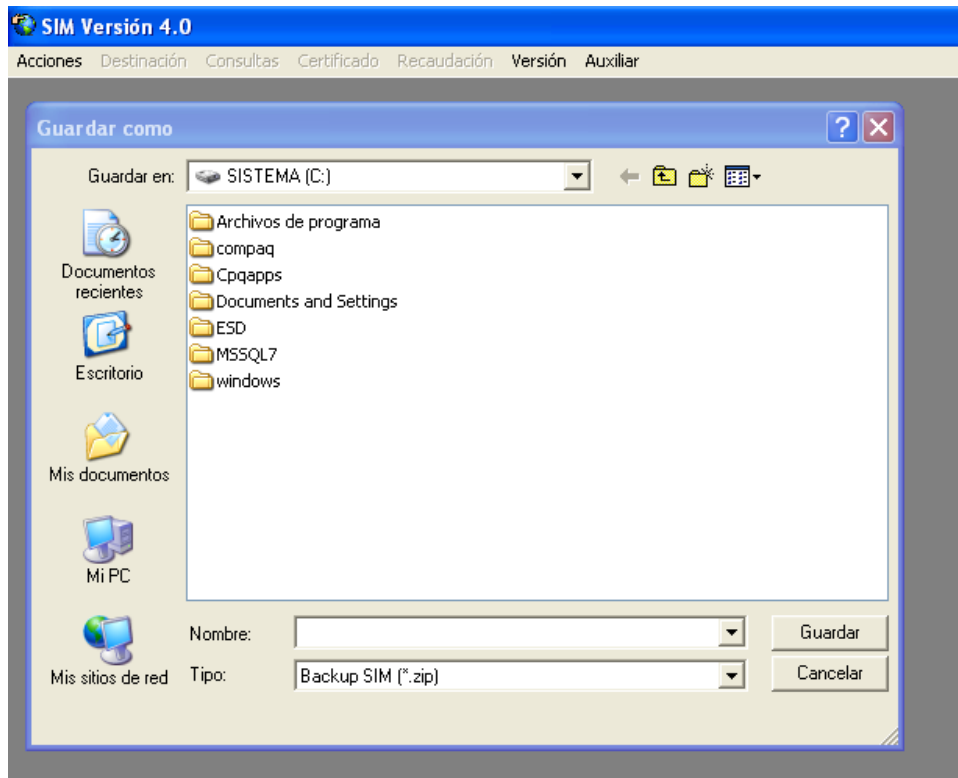 SIM Versión 4.0
Acciones Destinación Consultas Certificado Recaudación Versión Auxiliar
Guardar como
Guardar en: SISTEMA (C:)
Documentos recientes
Escritorio
Mis documentos
Mi PC
Mis sitios de red
Archivos de programa
compaq
Cpqapps
Documents and Settings
ESD
MSSQL7
windows
Nombre: Guardar
Tipo: Backup SIM (*.zip) Cancelar